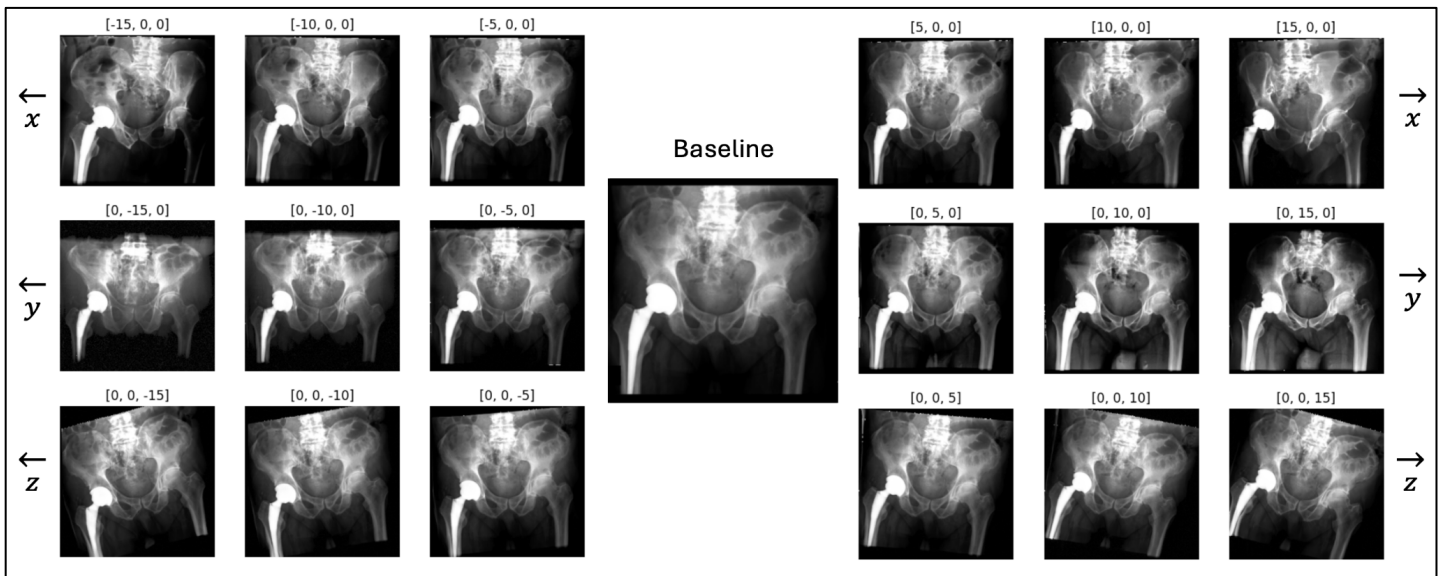 [-15, 0, 0] [-10, 0, 0] [-5, 0, 0] [5, 0, 0] [10, 0, 0] [15, 0, 0]
← x → x
Baseline
[0, -15, 0] [0, -10, 0] [0, -5, 0] [0, 5, 0] [0, 10, 0] [0, 15, 0]
← y → y
[0, 0, -15] [0, 0, -10] [0, 0, -5] [0, 0, 5] [0, 0, 10] [0, 0, 15]
← z → z